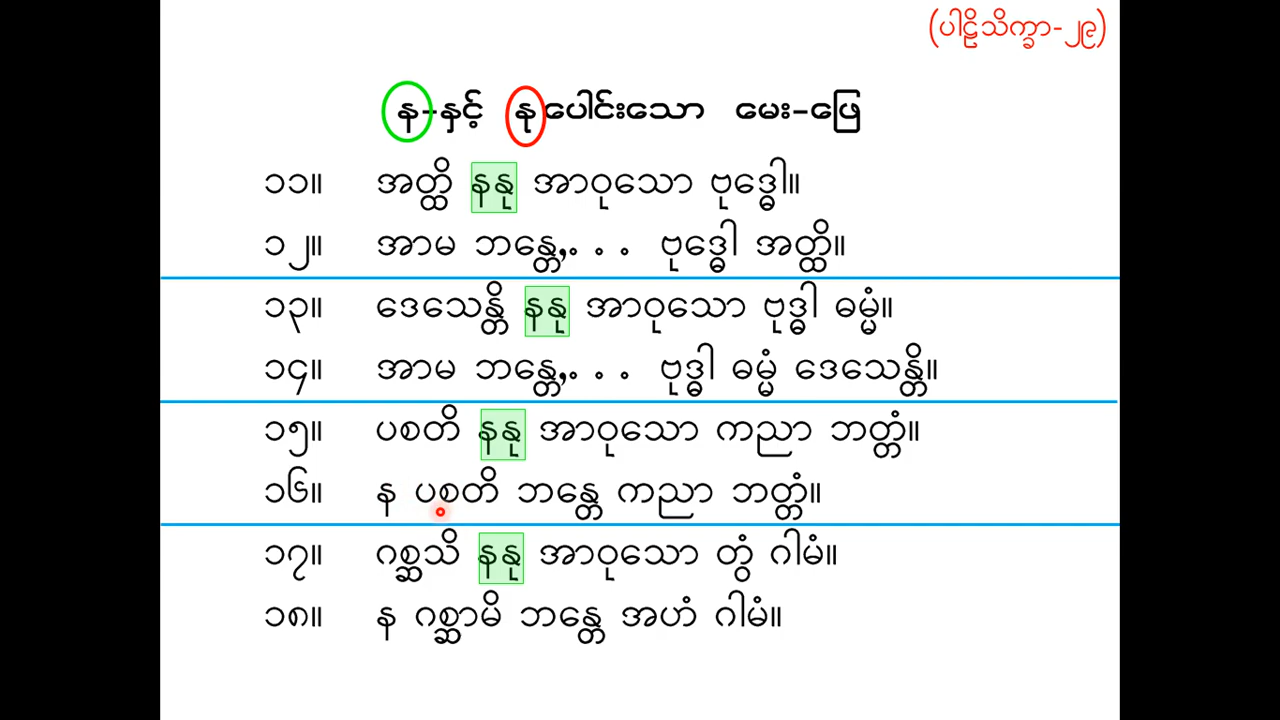 (ပါဠိသိက္ခာ-၂၉)
န-နှင့် နုပေါင်းသော မေး-ဖြေ
၁၁။ အတ္ထိ နနု အာဝုသော ဗုဒ္ဓေါ။
၁၂။ အာမ ဘန္တေ,. . . ဗုဒ္ဓေါ အတ္ထိ။
၁၃။ ဒေသေန္တိ နနု အာဝုသော ဗုဒ္ဓါ ဓမ္မံ။
၁၄။ အာမ ဘန္တေ,. . . ဗုဒ္ဓါ ဓမ္မံ ဒေသေန္တိ။
၁၅။ ပစတိ နနု အာဝုသော ကညာ ဘတ္တံ။
၁၆။ န ပစတိ ဘန္တေ ကညာ ဘတ္တံ။
၁၇။ ဂစ္ဆသိ နနု အာဝုသော တွံ ဂါမံ။
၁၈။ န ဂစ္ဆာမိ ဘန္တေ အဟံ ဂါမံ။